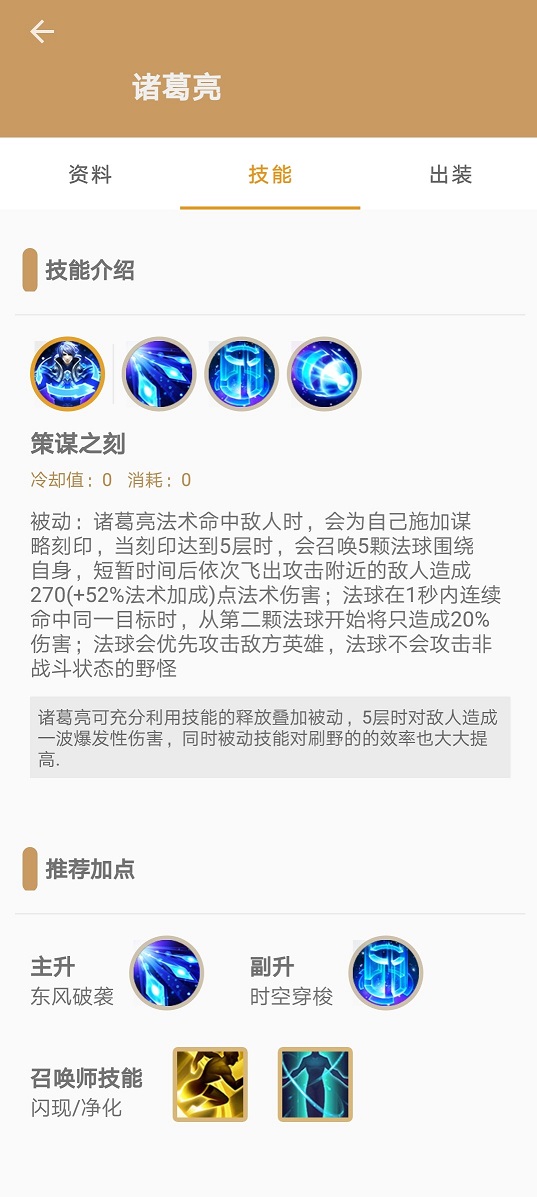 诸葛亮
资料 技能 出装
技能介绍
策谋之刻
冷却值：0 消耗：0
被动：诸葛亮法术命中敌人时，会为自己施加谋
略刻印，当刻印达到5层时，会召唤5颗法球围绕
自身，短暂时间后依次飞出攻击附近的敌人造成
270(+52%法术加成)点法术伤害；法球在1秒内连续
命中同一目标时，从第二颗法球开始将只造成20%
伤害；法球会优先攻击敌方英雄，法球不会攻击非
战斗状态的野怪
诸葛亮可充分利用技能的释放叠加被动，5层时对敌人造成
一波爆发性伤害，同时被动技能对刷野的的效率也大大提
高.
推荐加点
主升 副升
东风破袭 时空穿梭
召唤师技能
闪现/净化